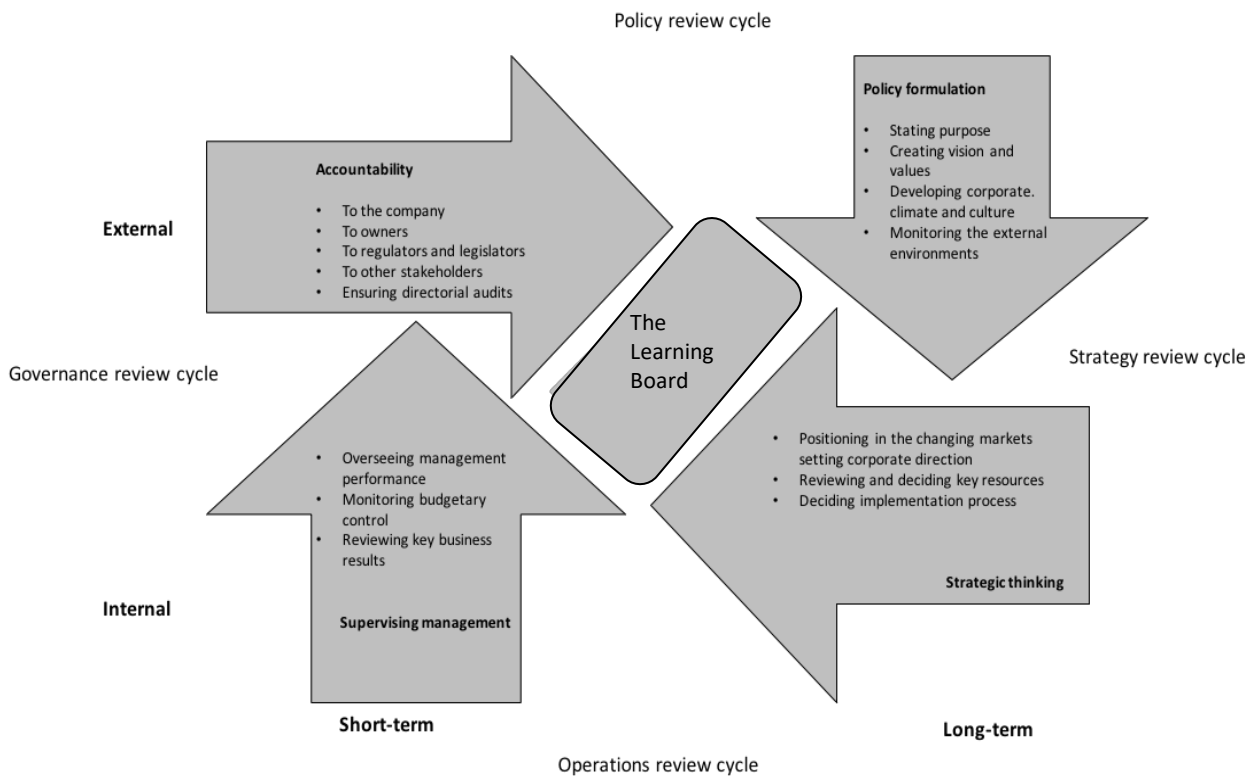 Policy review cycle
Policy formulation
• Stating purpose
• Creating vision and
values
• Developing corporate.
climate and culture
• Monitoring the external
environments
Accountability
• To the company
• To owners
• To regulators and legislators
• To other stakeholders
• Ensuring directorial audits
External
The
Learning
Board
Governance review cycle
Strategy review cycle
• Overseeing management
performance
• Monitoring budgetary
control
• Reviewing key business
results
Supervising management
• Positioning in the changing markets
setting corporate direction
• Reviewing and deciding key resources
• Deciding implementation process
Strategic thinking
Internal
Short-term
Long-term
Operations review cycle